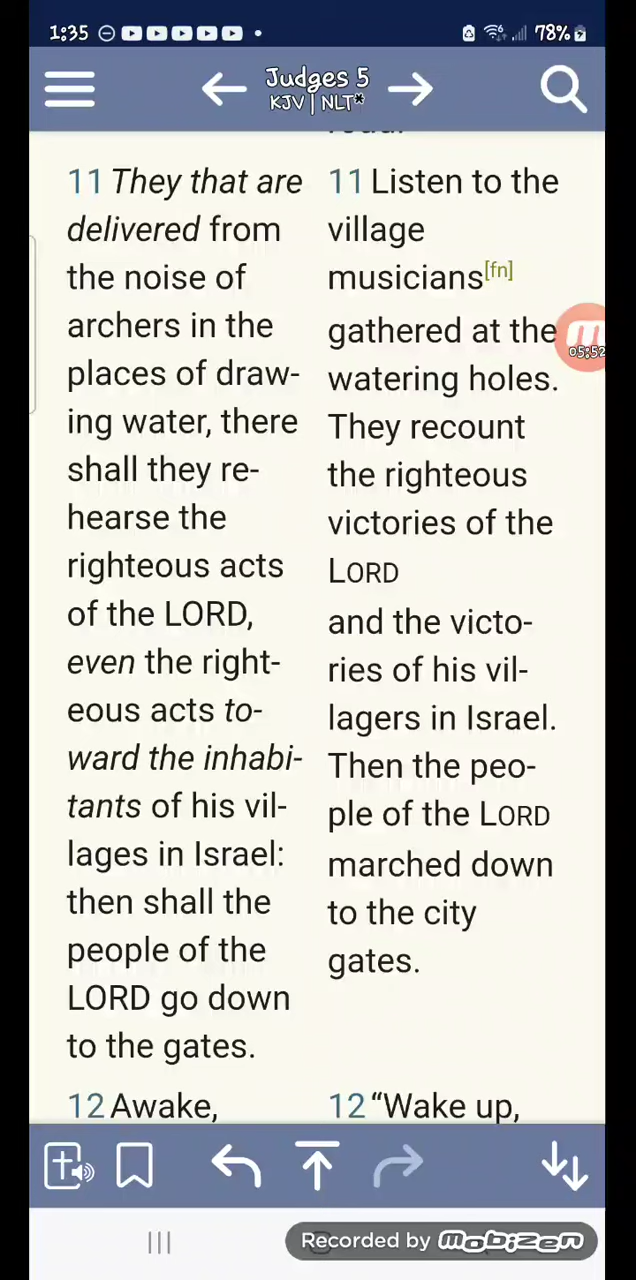 1:35
78%
Judges 5
KJV | NLT*
11 They that are
delivered from
the noise of
archers in the
places of draw-
ing water, there
shall they re-
hearse the
righteous acts
of the LORD,
even the right-
eous acts to-
ward the inhabi-
tants of his vil-
lages in Israel:
then shall the
people of the
LORD go down
to the gates.
12 Awake,
11 Listen to the
village
musicians[fn]
gathered at the
watering holes.
They recount
the righteous
victories of the
LORD
and the victo-
ries of his vil-
lagers in Israel.
Then the peo-
ple of the LORD
marched down
to the city
gates.
12 “Wake up,
05:52
Recorded by mobizen